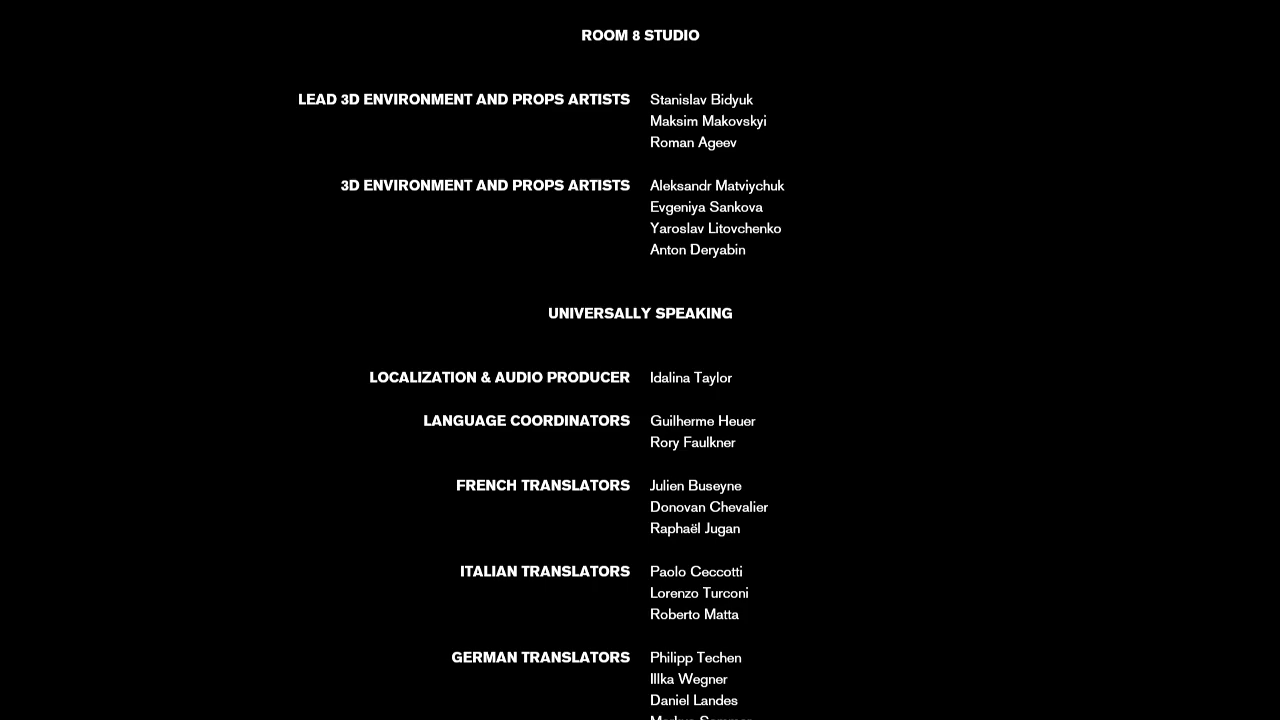 ROOM 8 STUDIO
LEAD 3D ENVIRONMENT AND PROPS ARTISTS Stanislav Bidyuk
Maksim Makovskyi
Roman Ageev
3D ENVIRONMENT AND PROPS ARTISTS Aleksandr Matviychuk
Evgeniya Sankova
Yaroslav Litovchenko
Anton Deryabin
UNIVERSALLY SPEAKING
LOCALIZATION & AUDIO PRODUCER Idalina Taylor
LANGUAGE COORDINATORS Guilherme Heuer
Rory Faulkner
FRENCH TRANSLATORS Julien Buseyne
Donovan Chevalier
Raphaël Jugan
ITALIAN TRANSLATORS Paolo Ceccotti
Lorenzo Turconi
Roberto Matta
GERMAN TRANSLATORS Philipp Techen
Illka Wegner
Daniel Landes